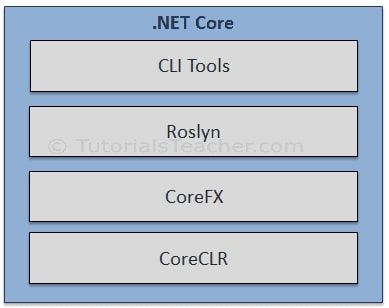 .NET Core
CLI Tools
Roslyn
© TutorialsTeacher.com
CoreFX
CoreCLR